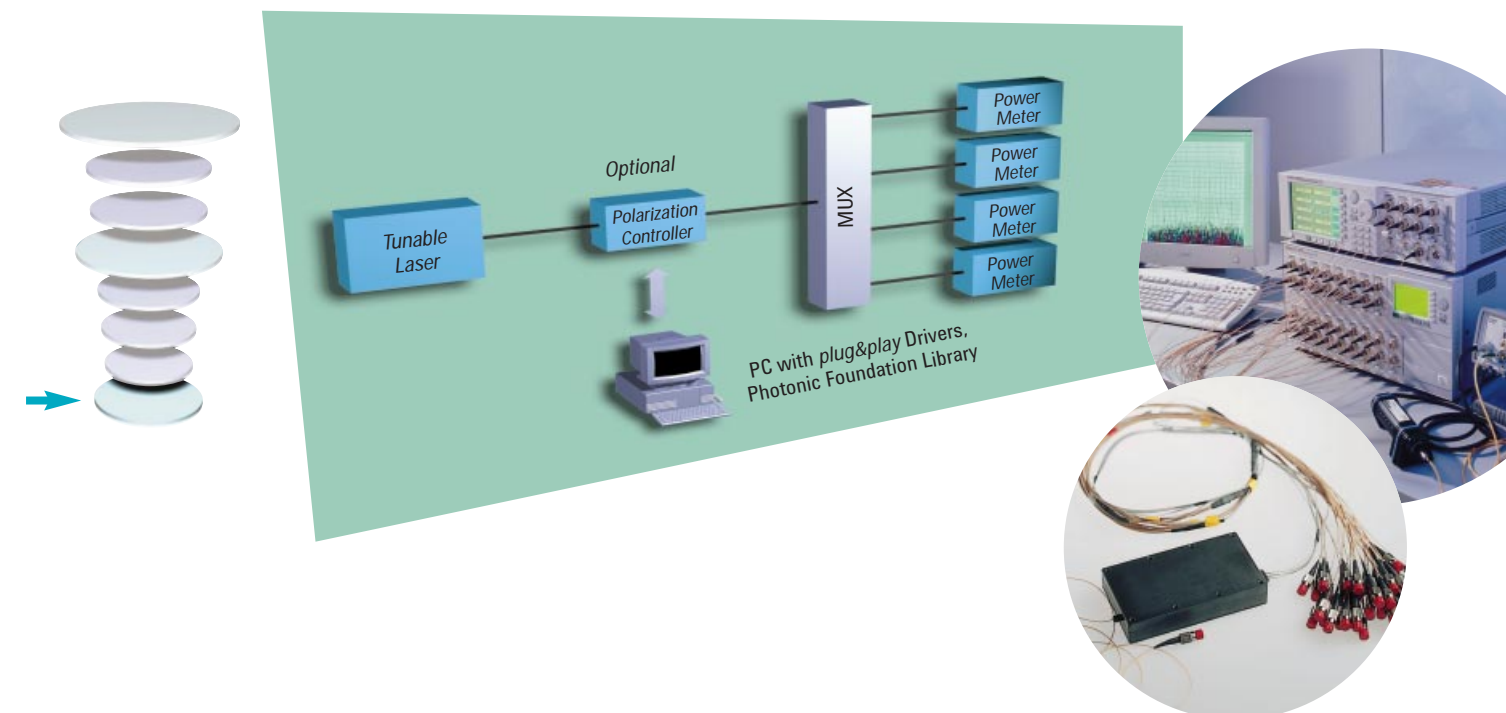 Optional
Tunable
Laser
Polarization
Controller
MUX
Power
Meter
Power
Meter
Power
Meter
Power
Meter
PC with plug&play Drivers,
Photonic Foundation Library